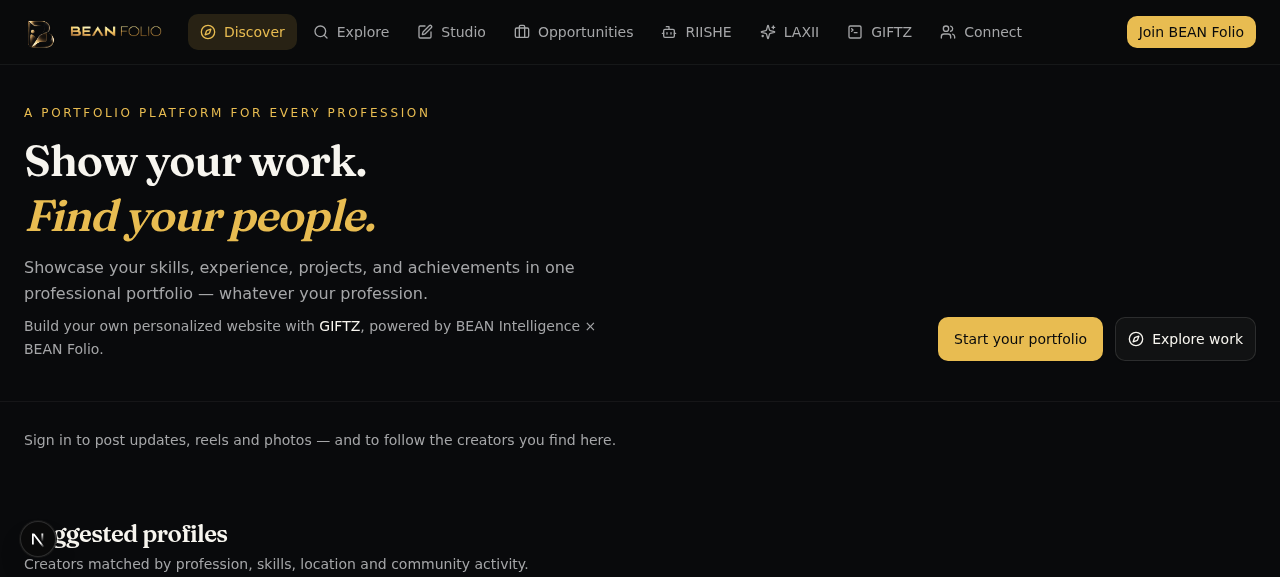 BEAN FOLIO
Discover
Explore
Studio
Opportunities
RIISHE
LAXII
GIFTZ
Connect
Join BEAN Folio
A PORTFOLIO PLATFORM FOR EVERY PROFESSION
Show your work.
Find your people.
Showcase your skills, experience, projects, and achievements in one
professional portfolio — whatever your profession.
Build your own personalized website with GIFTZ, powered by BEAN Intelligence ×
BEAN Folio.
Start your portfolio
Explore work
Sign in to post updates, reels and photos — and to follow the creators you find here.
profiles
Creators matched by profession, skills, location and community activity.